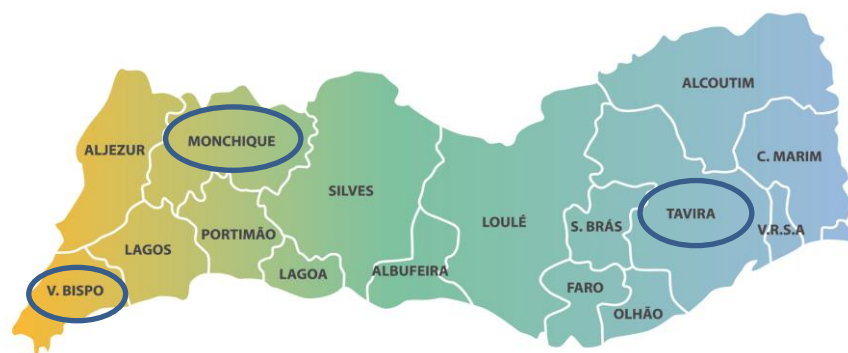 ALCOUTIM
MONCHIQUE
ALJEZUR
C. MARIM
SILVES
TAVIRA
LOULÉ
S. BRÁS
V.R.S.A
PORTIMÃO
LAGOS
LAGOA
ALBUFEIRA
V. BISPO
FARO
OLHÃO